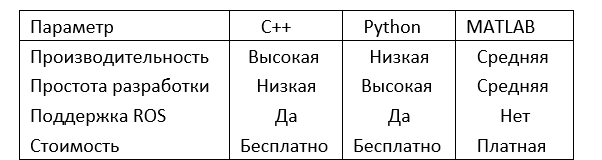 Параметр C++ Python MATLAB
Производительность Высокая Низкая Средняя
Простота разработки Низкая Высокая Средняя
Поддержка ROS Да Да Нет
Стоимость Бесплатно Бесплатно Платная